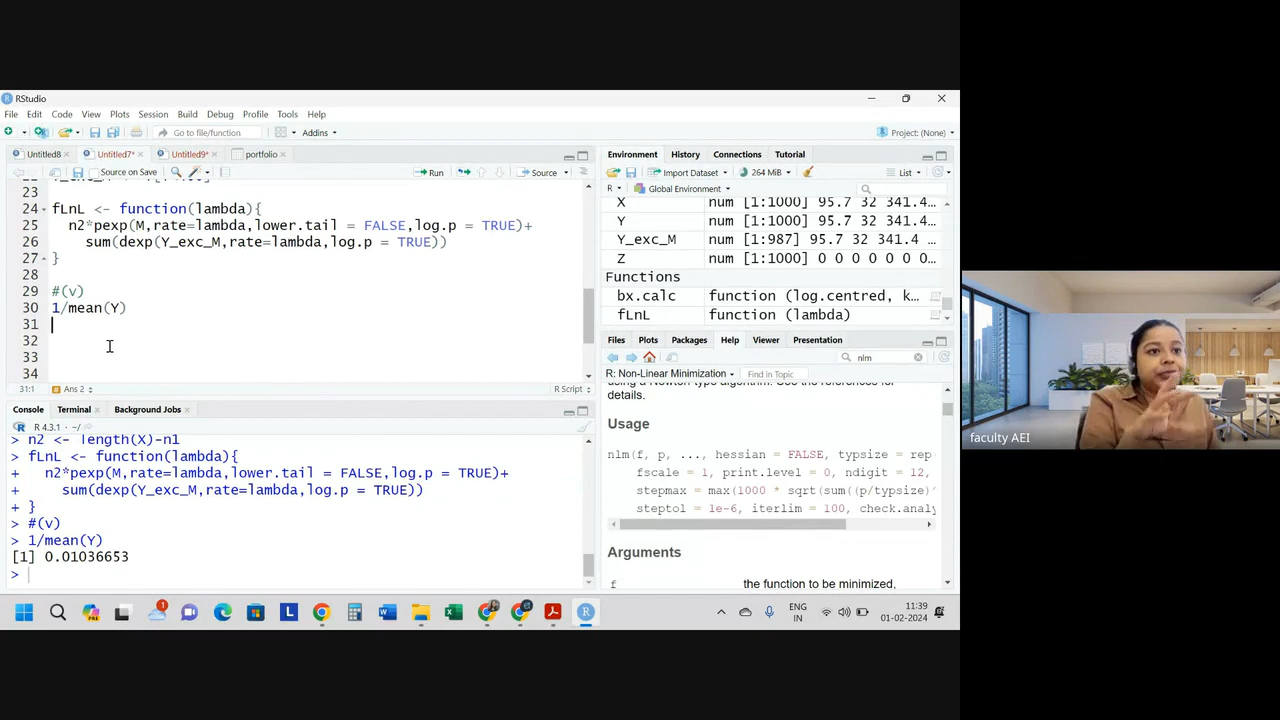 RStudio
File Edit Code View Plots Session Build Debug Profile Tools Help
Go to file/function Addins Project: (None)
Untitled8 Untitled7* Untitled9* portfolio
Source on Save Run Source
23
24 fLnL <- function(lambda){
25 n2*pexp(M,rate=lambda,lower.tail = FALSE,log.p = TRUE)+
26 sum(dexp(Y_exc_M,rate=lambda,log.p = TRUE))
27 }
28
29 #(v)
30 1/mean(Y)
31
32
33
34
31:1 Ans 2 R Script
Console Terminal Background Jobs
R 4.3.1 · ~/
> n2 <- length(X)-n1
> fLnL <- function(lambda){
+ n2*pexp(M,rate=lambda,lower.tail = FALSE,log.p = TRUE)+
+ sum(dexp(Y_exc_M,rate=lambda,log.p = TRUE))
+ }
> #(v)
> 1/mean(Y)
[1] 0.01036653
>
Environment History Connections Tutorial
Import Dataset 264 MiB List
R Global Environment
X num [1:1000] 95.7 32 341.4…
Y num [1:1000] 95.7 32 341.4…
Y_exc_M num [1:987] 95.7 32 341.4 …
Z num [1:1000] 0 0 0 0 0 0 0…
Functions
bx.calc function (log.centred, k…
fLnL function (lambda)
Files Plots Packages Help Viewer Presentation
nlm
R: Non-Linear Minimization Find in Topic
using a Newton-type algorithm. See the references for
details.
Usage
nlm(f, p, ..., hessian = FALSE, typsize = rep
fscale = 1, print.level = 0, ndigit = 12,
stepmax = max(1000 * sqrt(sum((p/typsize)^
steptol = 1e-6, iterlim = 100, check.analy
Arguments
f the function to be minimized,
faculty AEI
1
PRE
L
ENG
IN
11:39
01-02-2024